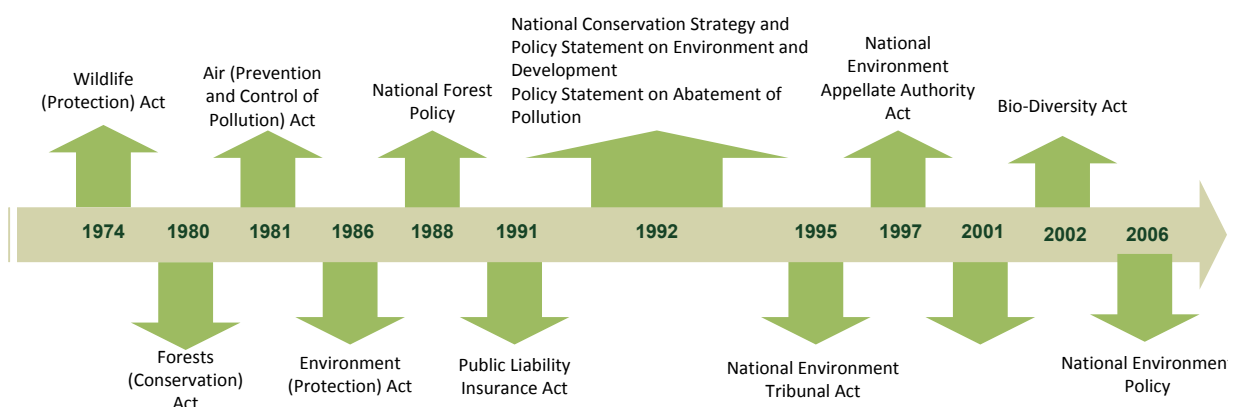 National Conservation Strategy and
Policy Statement on Environment and
Development
Policy Statement on Abatement of
Pollution
Wildlife
(Protection) Act
Air (Prevention
and Control of
Pollution) Act
National Forest
Policy
National
Environment
Appellate Authority
Act
Bio-Diversity Act
1974
1980
1981
1986
1988
1991
1992
1995
1997
2001
2002
2006
Forests
(Conservation)
Act
Environment
(Protection) Act
Public Liability
Insurance Act
National Environment
Tribunal Act
National Environment
Policy